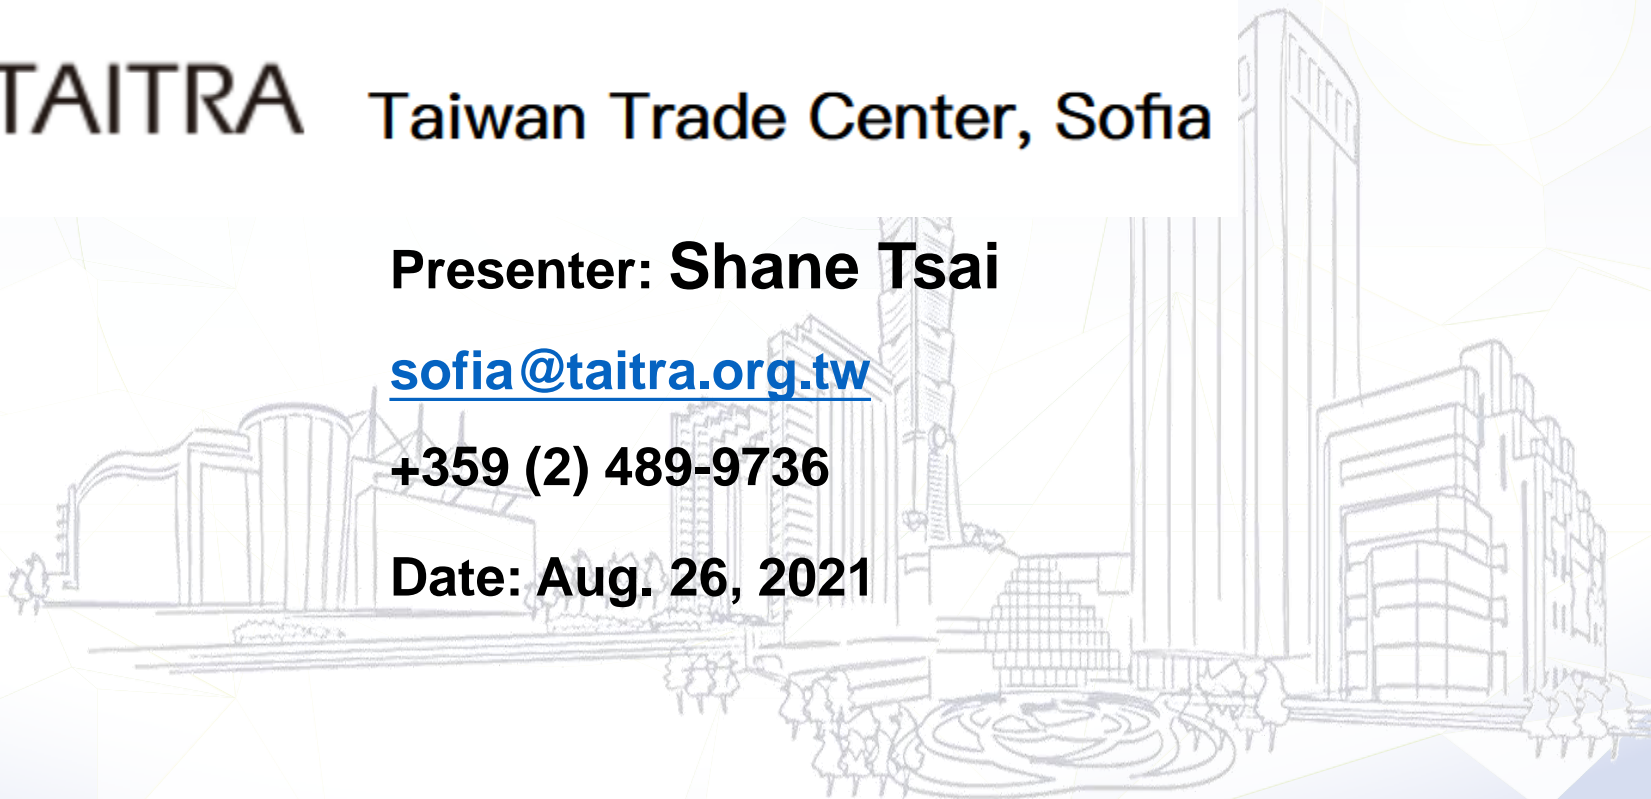 TAITRA Taiwan Trade Center, Sofia
Presenter: Shane Tsai
sofia@taitra.org.tw
+359 (2) 489-9736
Date: Aug. 26, 2021